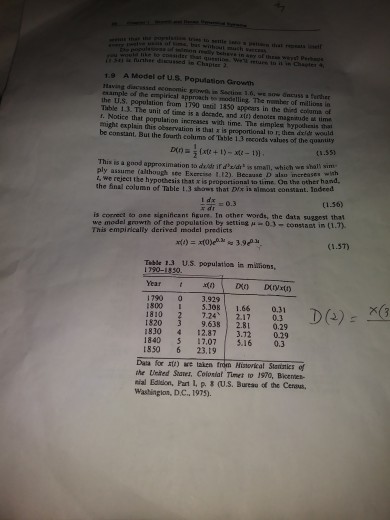 1.9 A Model of U.S. Population Growth
Having discussed economic growth in Section 1.6, we now discuss a further
example of the empirical approach to modelling. The number of millions in
the U.S. population from 1790 until 1850 appears in the third column of
Table 1.3. The unit of time is a decade, and x(t) denotes magnitude at time
t. Notice that population increases with time. The simplest hypothesis that
might explain this observation is that x is proportional to t; then dx/dt would
be constant. But the fourth column of Table 1.3 records values of the quantity
D(t) = 1/2 {x(t + 1) − x(t − 1)}. (1.55)
This is a good approximation to dx/dt if is small, which we shall sim-
ply assume (although see Exercise 1.12). Because D also increases with
t, we reject the hypothesis that x is proportional to time. On the other hand,
the final column of Table 1.3 shows that D/x is almost constant. Indeed
1/x dx/dt = 0.3 (1.56)
is correct to one significant figure. In other words, the data suggest that
we model growth of the population by setting μ = 0.3 = constant in (1.7).
This empirically derived model predicts
x(t) = x(0)e^0.3t ≈ 3.9e^0.3t. (1.57)
Table 1.3 U.S. population in millions,
1790–1850.
Year t x(t) D(t) D(t)/x(t)
1790 0 3.929
1800 1 5.308 1.66 0.31
1810 2 7.24 2.17 0.3
1820 3 9.638 2.81 0.29
1830 4 12.87 3.72 0.29
1840 5 17.07 5.16 0.3
1850 6 23.19
Data for x(t) are taken from Historical Statistics of
the United States, Colonial Times to 1970, Bicenten-
nial Edition, Part I, p. 8 (U.S. Bureau of the Census,
Washington, D.C., 1975).
D(2) = x(3